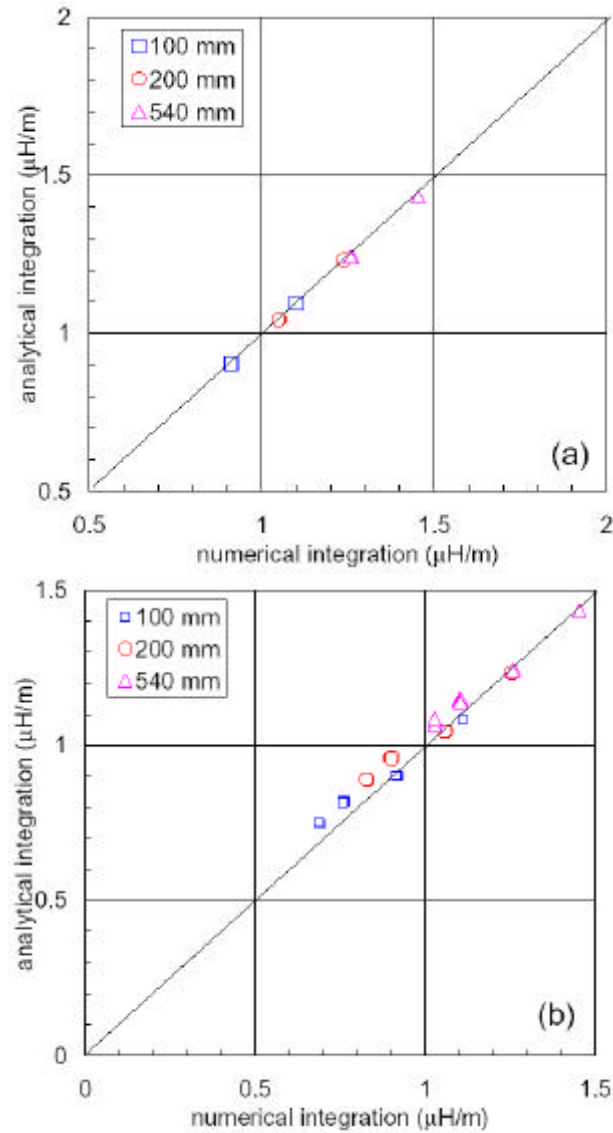 2
100 mm
200 mm
540 mm
1.5
1
0.5
analytical integration (μH/m)
(a)
0.5
1
1.5
2
numerical integration (μH/m)
1.5
100 mm
200 mm
540 mm
1
0.5
0
analytical integration (μH/m)
(b)
0
0.5
1
1.5
numerical integration (μH/m)